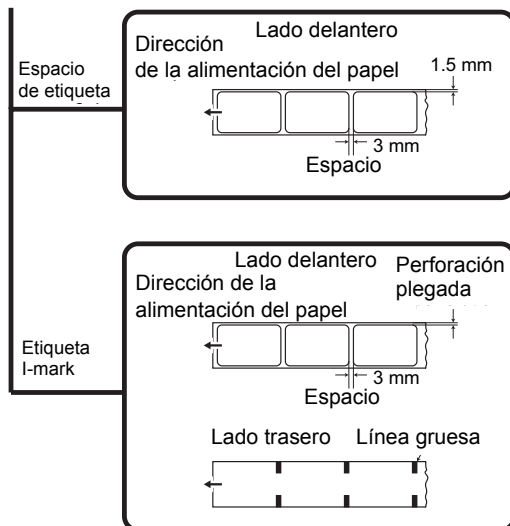 Espacio
de etiqueta
Lado delantero
Dirección
de la alimentación del papel
1.5 mm
3 mm
Espacio
Etiqueta
I-mark
Lado delantero
Dirección de la
alimentación del papel
Perforación
plegada
3 mm
Espacio
Lado trasero
Línea gruesa